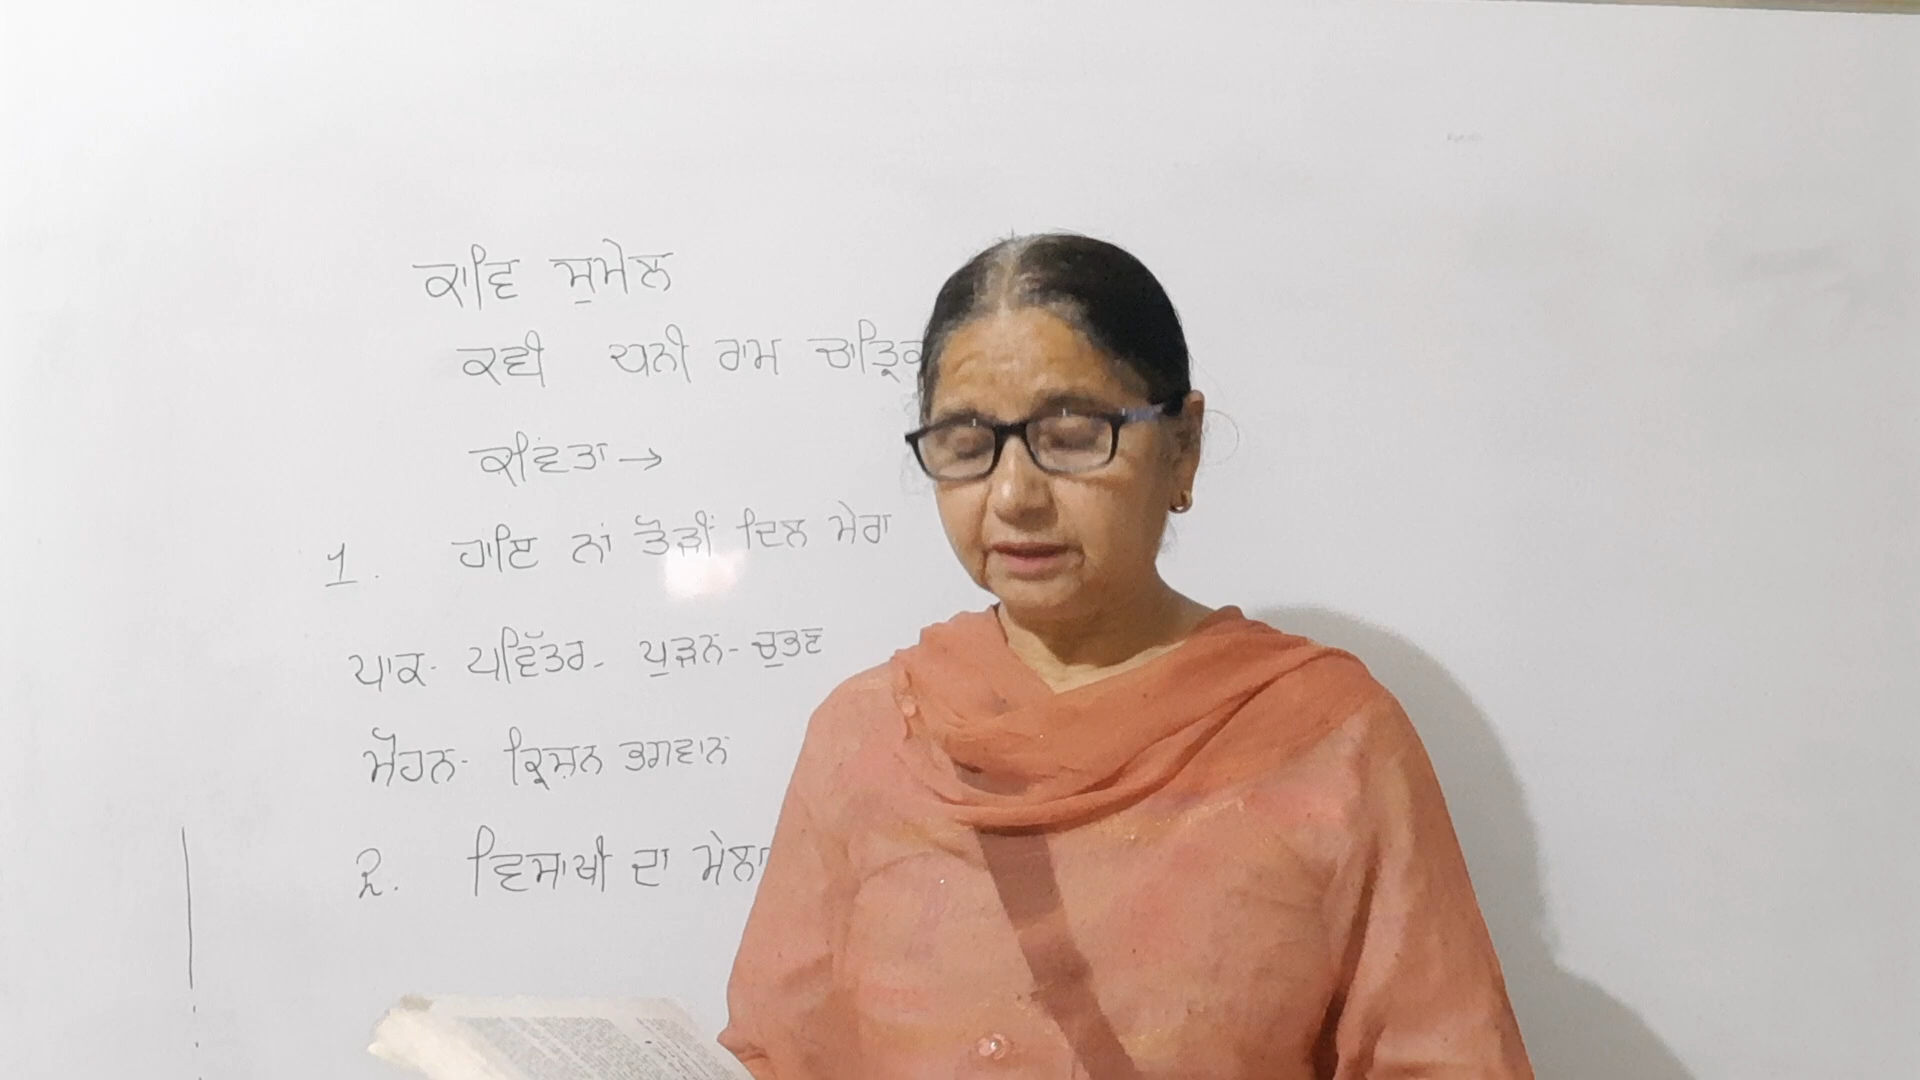 ਕਾਵਿ ਸੁਮੇਲ
ਕਵੀ ਧਨੀ ਰਾਮ ਚਾਤ੍ਰਿਕ
ਕਵਿਤਾ →
1. ਹਾਇ ਨਾਂ ਤੋੜੀਂ ਦਿਲ ਮੇਰਾ
ਪਾਕ- ਪਵਿੱਤਰ- ਪੁੜਨ- ਚੁਭਣ
ਮੋਹਨ- ਕ੍ਰਿਸ਼ਨ ਭਗਵਾਨ
2. ਵਿਸਾਖੀ ਦਾ ਮੇਲਾ